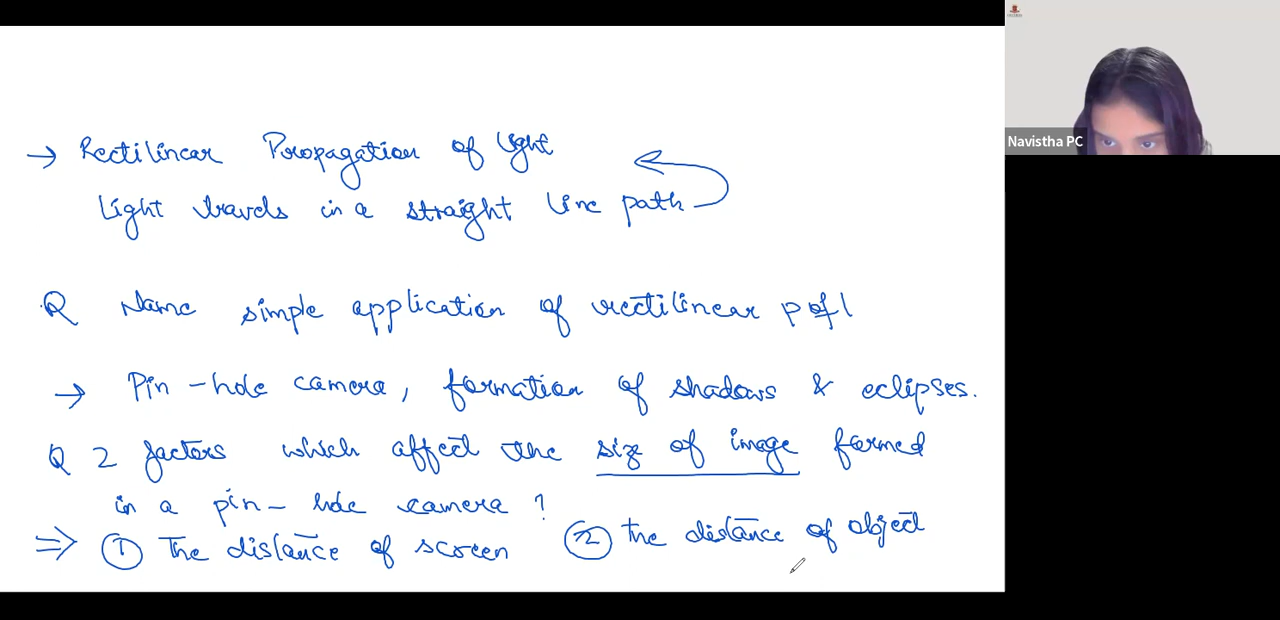 → Rectilinear Propagation of light
Light travels in a straight line path
Q Name simple application of rectilinear p of l
→ Pin-hole camera, formation of shadows & eclipses.
Q 2 factors which affect the size of image formed
in a pin-hole camera ?
⇒ ① The distance of screen ② the distance of object
Navistha PC